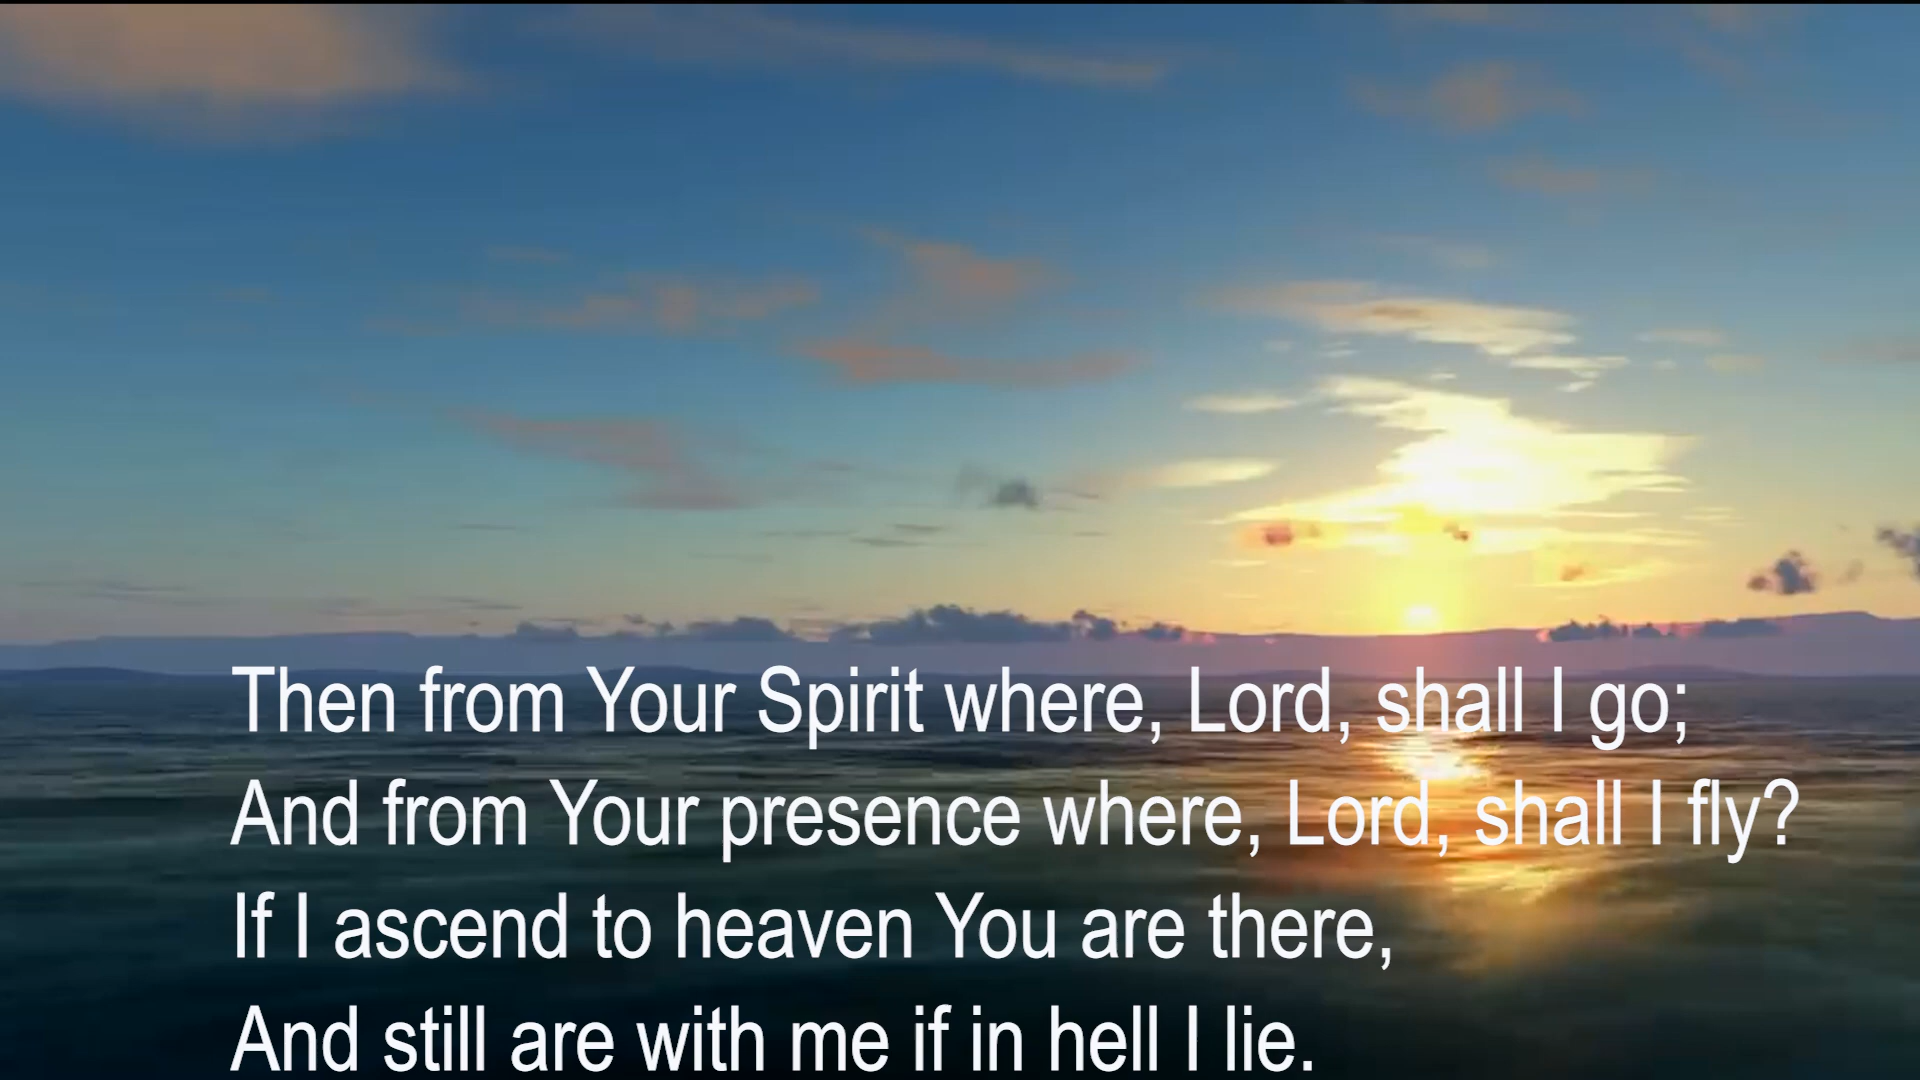 Then from Your Spirit where, Lord, shall I go;
And from Your presence where, Lord, shall I fly?
If I ascend to heaven You are there,
And still are with me if in hell I lie.